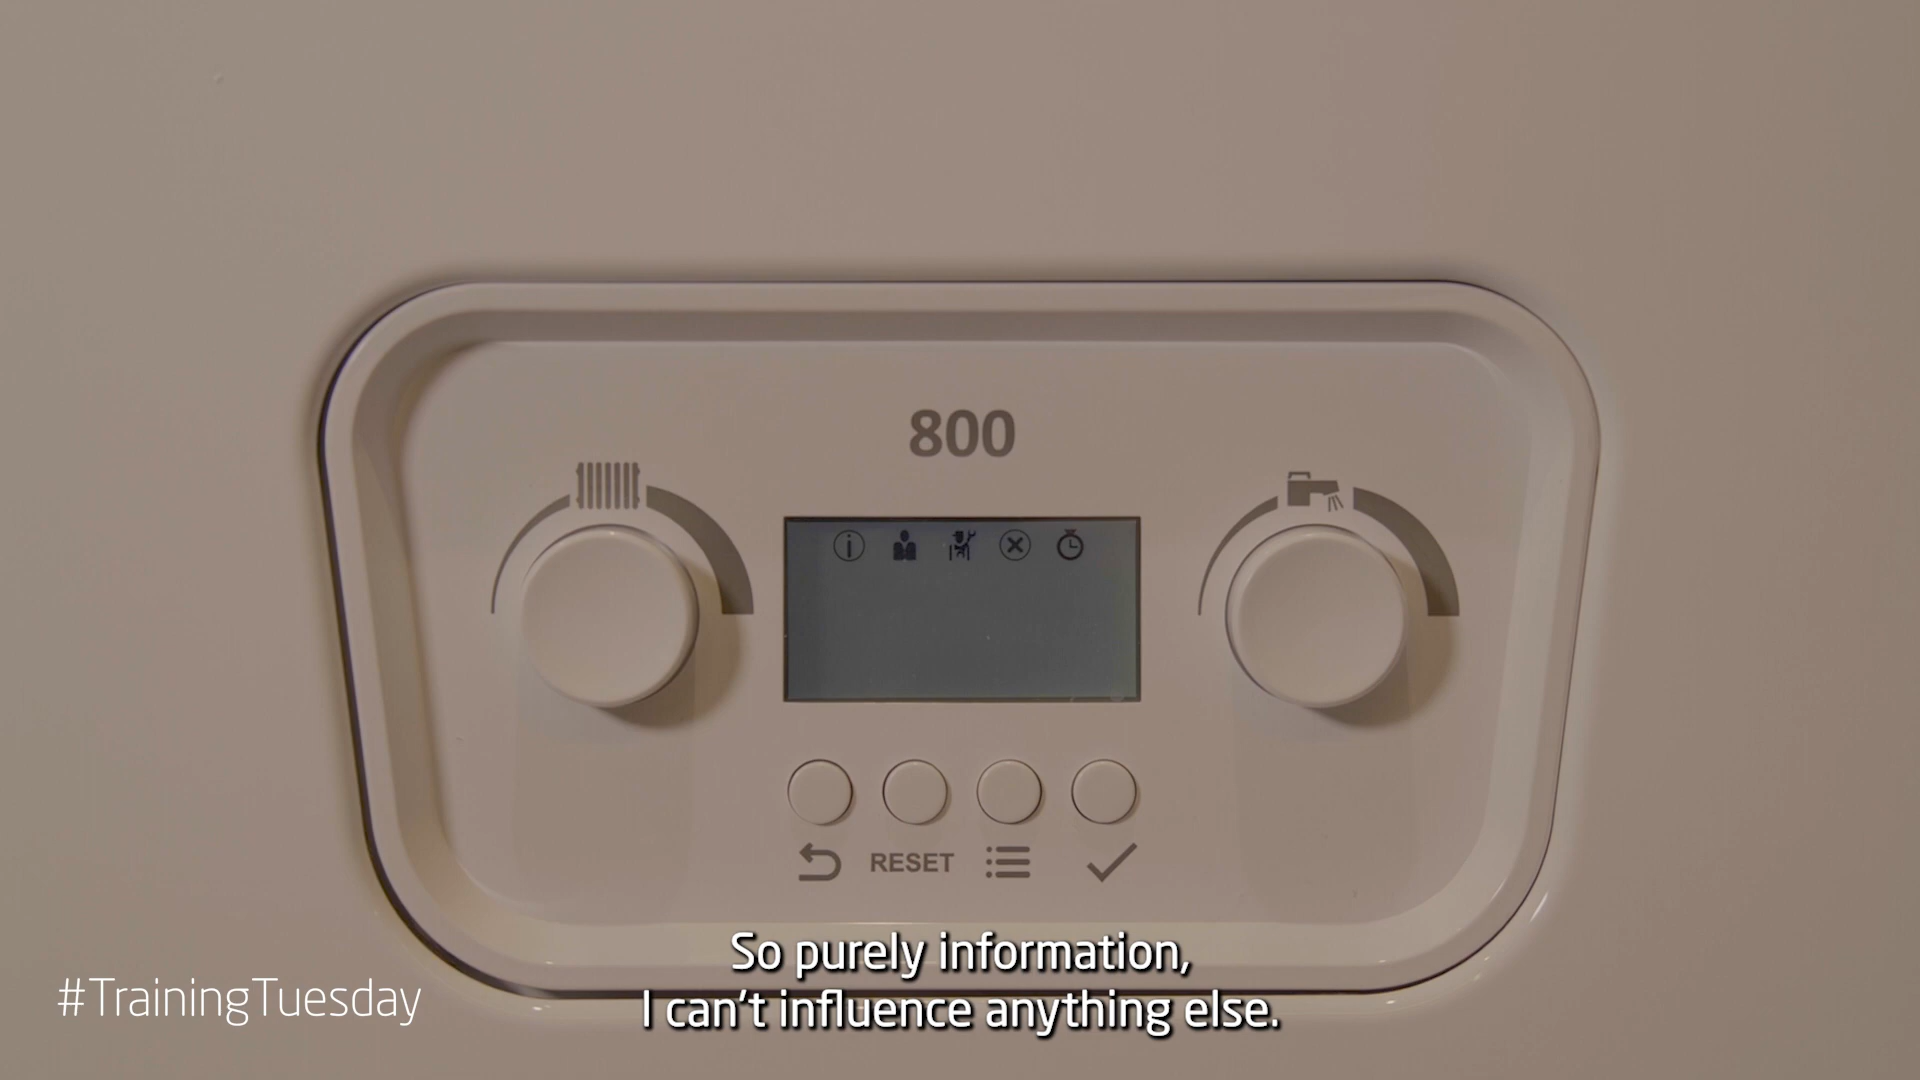 800
RESET
So purely information,
I can't influence anything else.
#TrainingTuesday